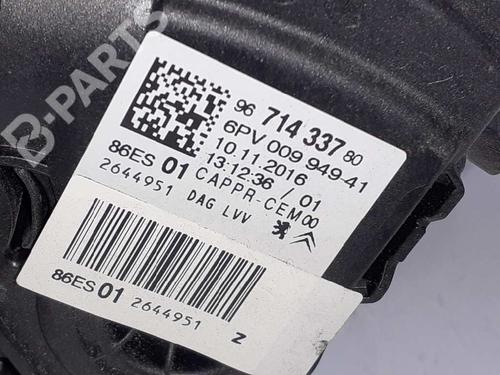 B-PARTS
96 714 337 80
6PV 009 949-41
10.11.2016
13:12:36 / 01
86ES 01 CAPPR-CEM00
2644951 DAG LVV
86ES 01 2644951 Z